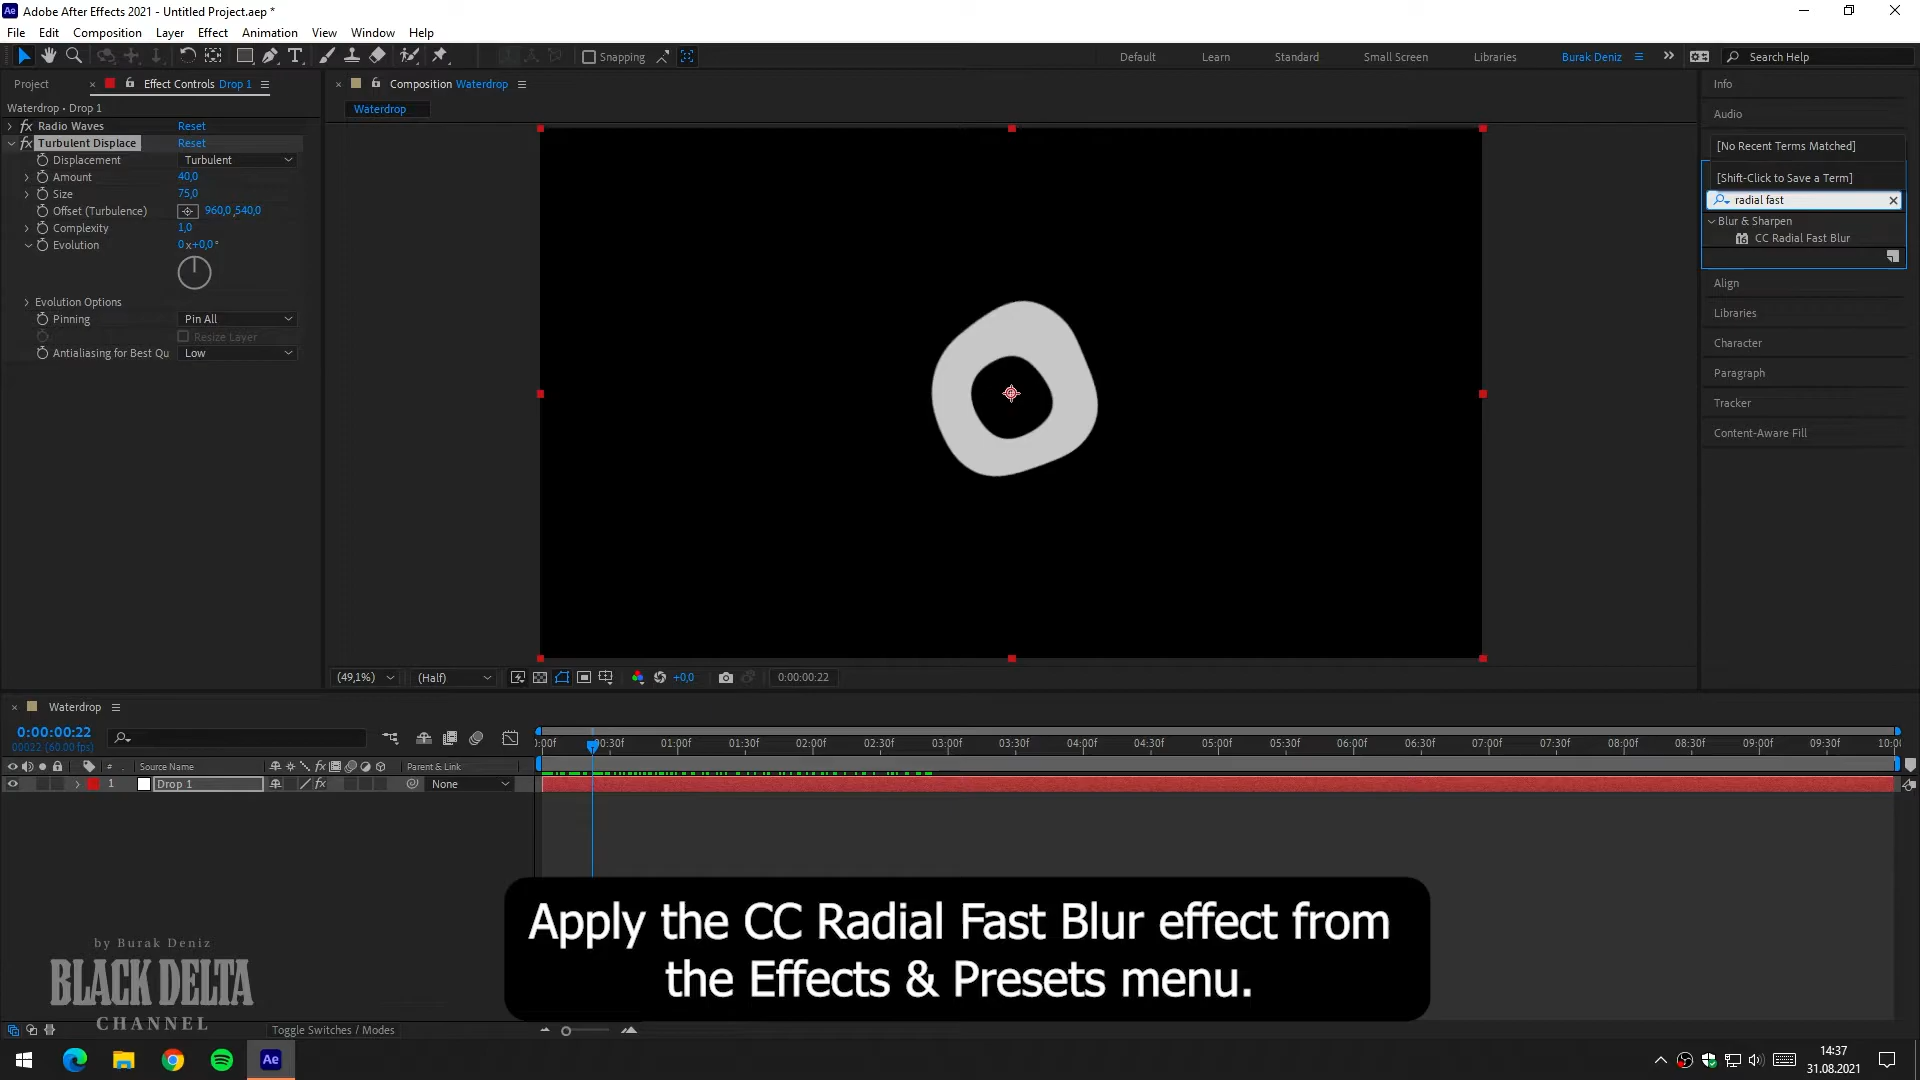 Adobe After Effects 2021 - Untitled Project.aep *
File Edit Composition Layer Effect Animation View Window Help
Snapping
Default Learn Standard Small Screen Libraries Burak Deniz Search Help
Project Effect Controls Drop 1
Waterdrop • Drop 1
fx Radio Waves Reset
fx Turbulent Displace Reset
Displacement Turbulent
Amount 40,0
Size 75,0
Offset (Turbulence) 960,0 ,540,0
Complexity 1,0
Evolution 0 x+0,0°
Evolution Options
Pinning Pin All
Resize Layer
Antialiasing for Best Qu Low
Composition Waterdrop
Waterdrop
(49,1%) (Half) +0,0 0:00:00:22
Info
Audio
[No Recent Terms Matched]
[Shift-Click to Save a Term]
radial fast
Blur & Sharpen
16 CC Radial Fast Blur
Align
Libraries
Character
Paragraph
Tracker
Content-Aware Fill
Waterdrop
0:00:00:22
00022 (60.00 fps)
:00f 00:30f 01:00f 01:30f 02:00f 02:30f 03:00f 03:30f 04:00f 04:30f 05:00f 05:30f 06:00f 06:30f 07:00f 07:30f 08:00f 08:30f 09:00f 09:30f 10:00
# Source Name fx Parent & Link
1 Drop 1 fx None
Apply the CC Radial Fast Blur effect from
the Effects & Presets menu.
by Burak Deniz
BLACK DELTA
CHANNEL
Toggle Switches / Modes
Ae
14:37
31.08.2021